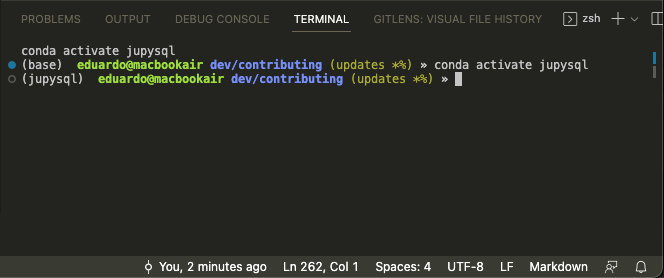 PROBLEMS OUTPUT DEBUG CONSOLE TERMINAL GITLENS: VISUAL FILE HISTORY zsh
conda activate jupysql
(base) eduardo@macbookair dev/contributing (updates *%) » conda activate jupysql
(jupysql) eduardo@macbookair dev/contributing (updates *%) »
You, 2 minutes ago Ln 262, Col 1 Spaces: 4 UTF-8 LF Markdown